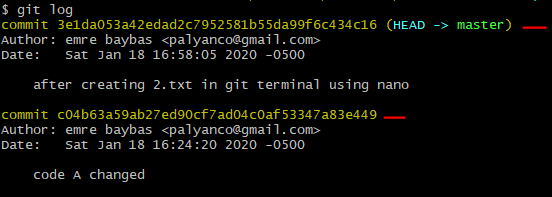 $ git log
commit 3e1da053a42edad2c7952581b55da99f6c434c16 (HEAD -> master)
Author: emre baybas <palyanco@gmail.com>
Date:   Sat Jan 18 16:58:05 2020 -0500
    after creating 2.txt in git terminal using nano
commit c04b63a59ab27ed90cf7ad04c0af53347a83e449
Author: emre baybas <palyanco@gmail.com>
Date:   Sat Jan 18 16:24:20 2020 -0500
    code A changed